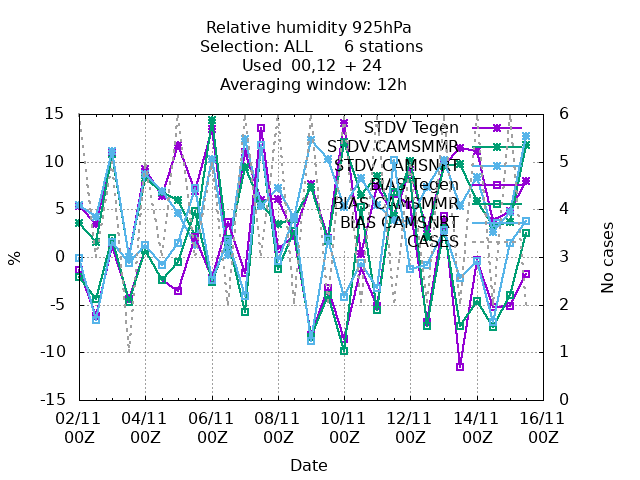 Relative humidity 925hPa
Selection: ALL 6 stations
Used 00,12 + 24
Averaging window: 12h
15
10
5
0
-5
-10
-15
%
6
5
4
3
2
1
0
No cases
STDV Tegen
STDV CAMSMMR
STDV CAMSNRT
BIAS Tegen
BIAS CAMSMMR
BIAS CAMSNRT
CASES
02/11 04/11 06/11 08/11 10/11 12/11 14/11 16/11
00Z 00Z 00Z 00Z 00Z 00Z 00Z 00Z
Date